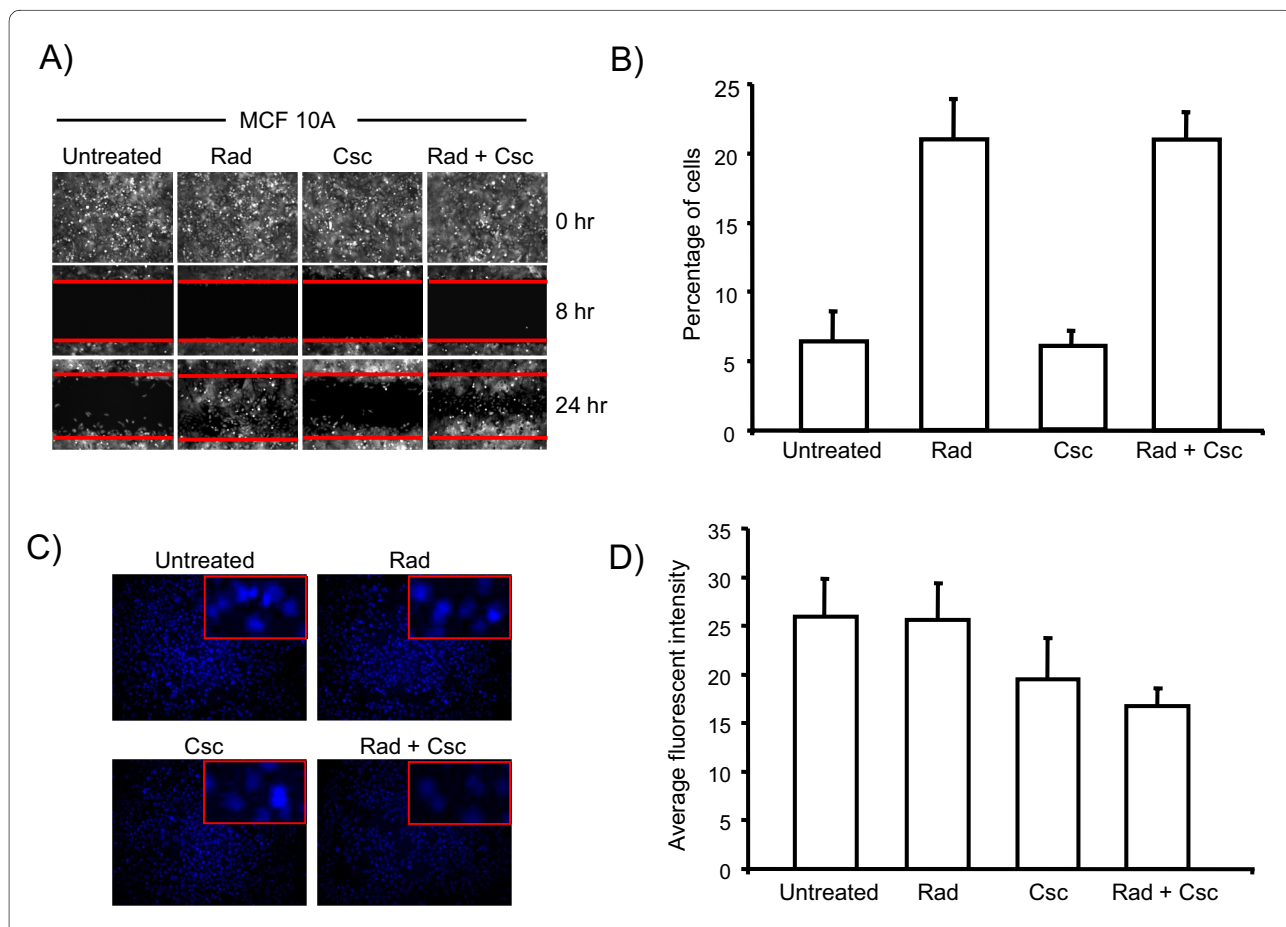 A)
MCF 10A
Untreated Rad Csc Rad + Csc
0 hr
8 hr
24 hr
B)
Percentage of cells
25
20
15
10
5
0
Untreated Rad Csc Rad + Csc
C)
Untreated Rad
Csc Rad + Csc
D)
Average fluorescent intensity
35
30
25
20
15
10
5
0
Untreated Rad Csc Rad + Csc